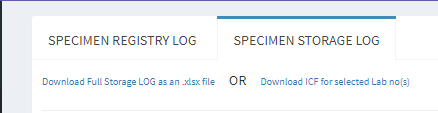 SPECIMEN REGISTRY LOG SPECIMEN STORAGE LOG
Download Full Storage LOG as an .xlsx file OR Download ICF for selected Lab no(s)